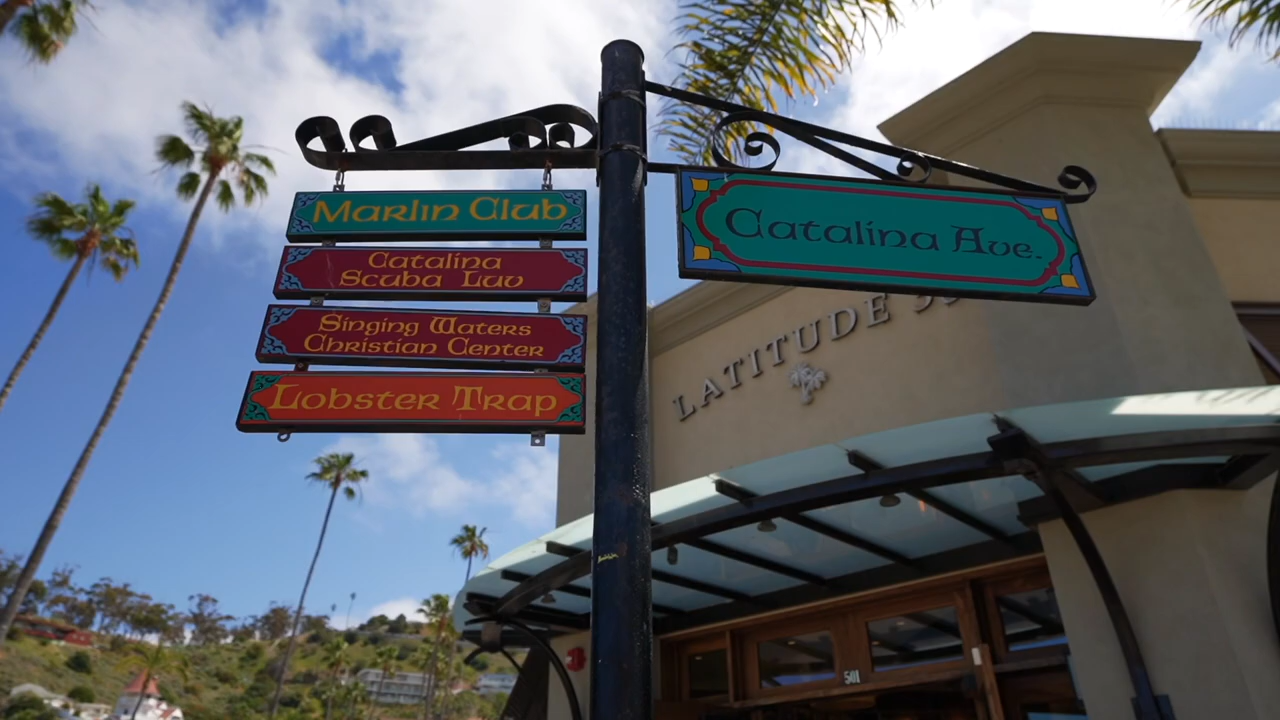 Marlin Club
Catalina
Scuba Luv
Singing Waters
Christian Center
Lobster Trap
Catalina Ave.
LATITUDE
501